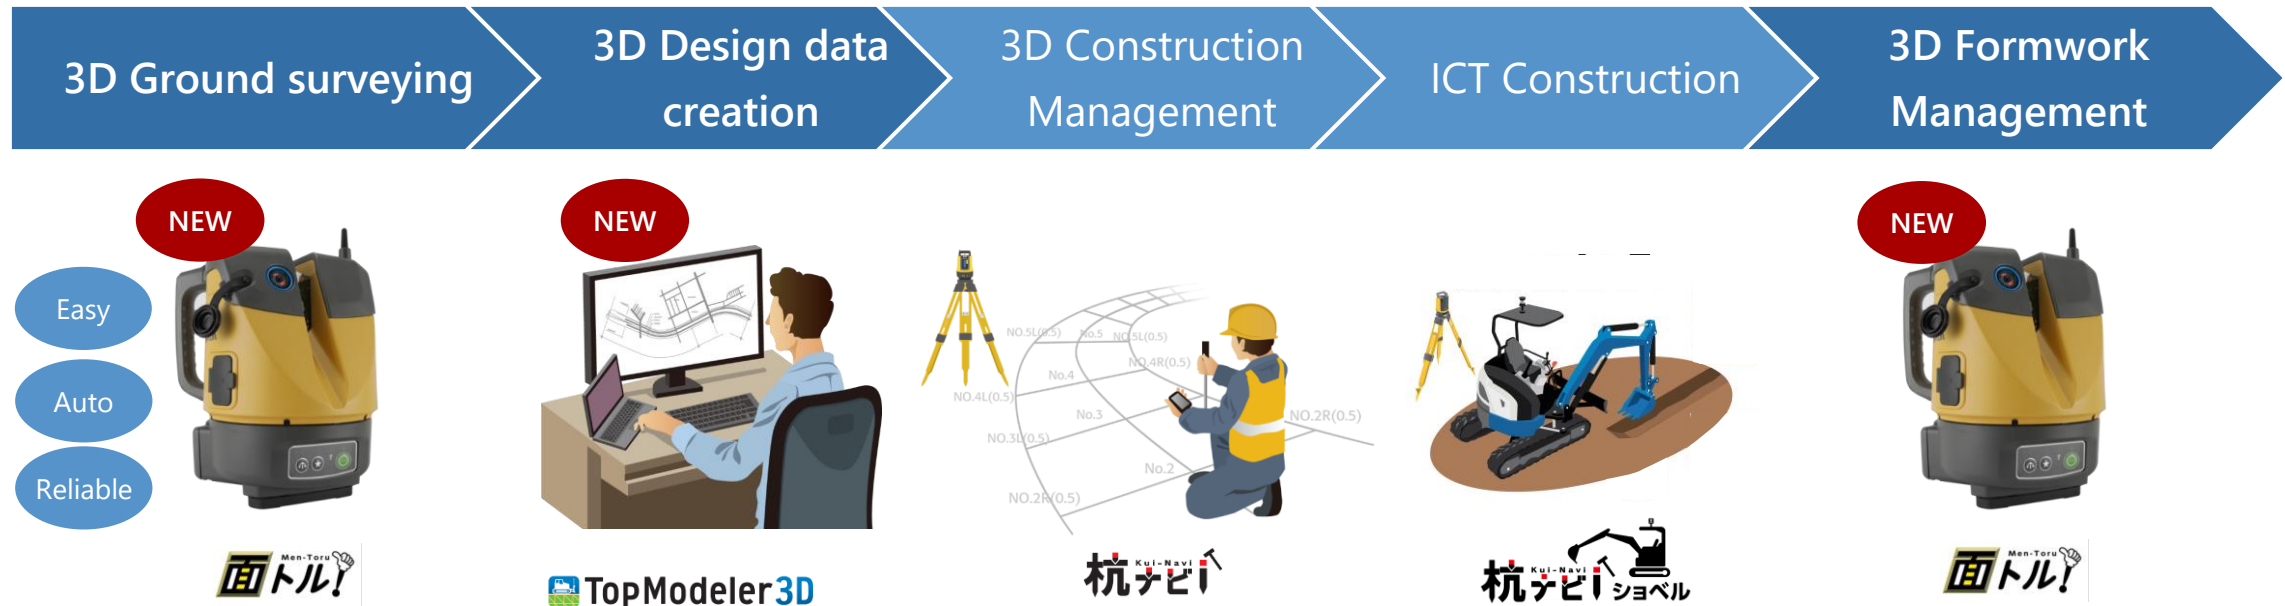 3D Ground surveying
3D Design data
creation
3D Construction
Management
ICT Construction
3D Formwork
Management
NEW
NEW
NEW
Easy
Auto
Reliable
NO.5L(0.5)
No.5
NO.5L(0.5)
NO.4R(0.5)
No.4
NO.4L(0.5)
No.3
NO.2R(0.5)
NO.3L(0.5)
No.2
NO.2R(0.5)
Men-Toru
面トル!
TopModeler3D
Kui-Navi
杭ナビ
Kui-Navi
杭ナビショベル
Men-Toru
面トル!